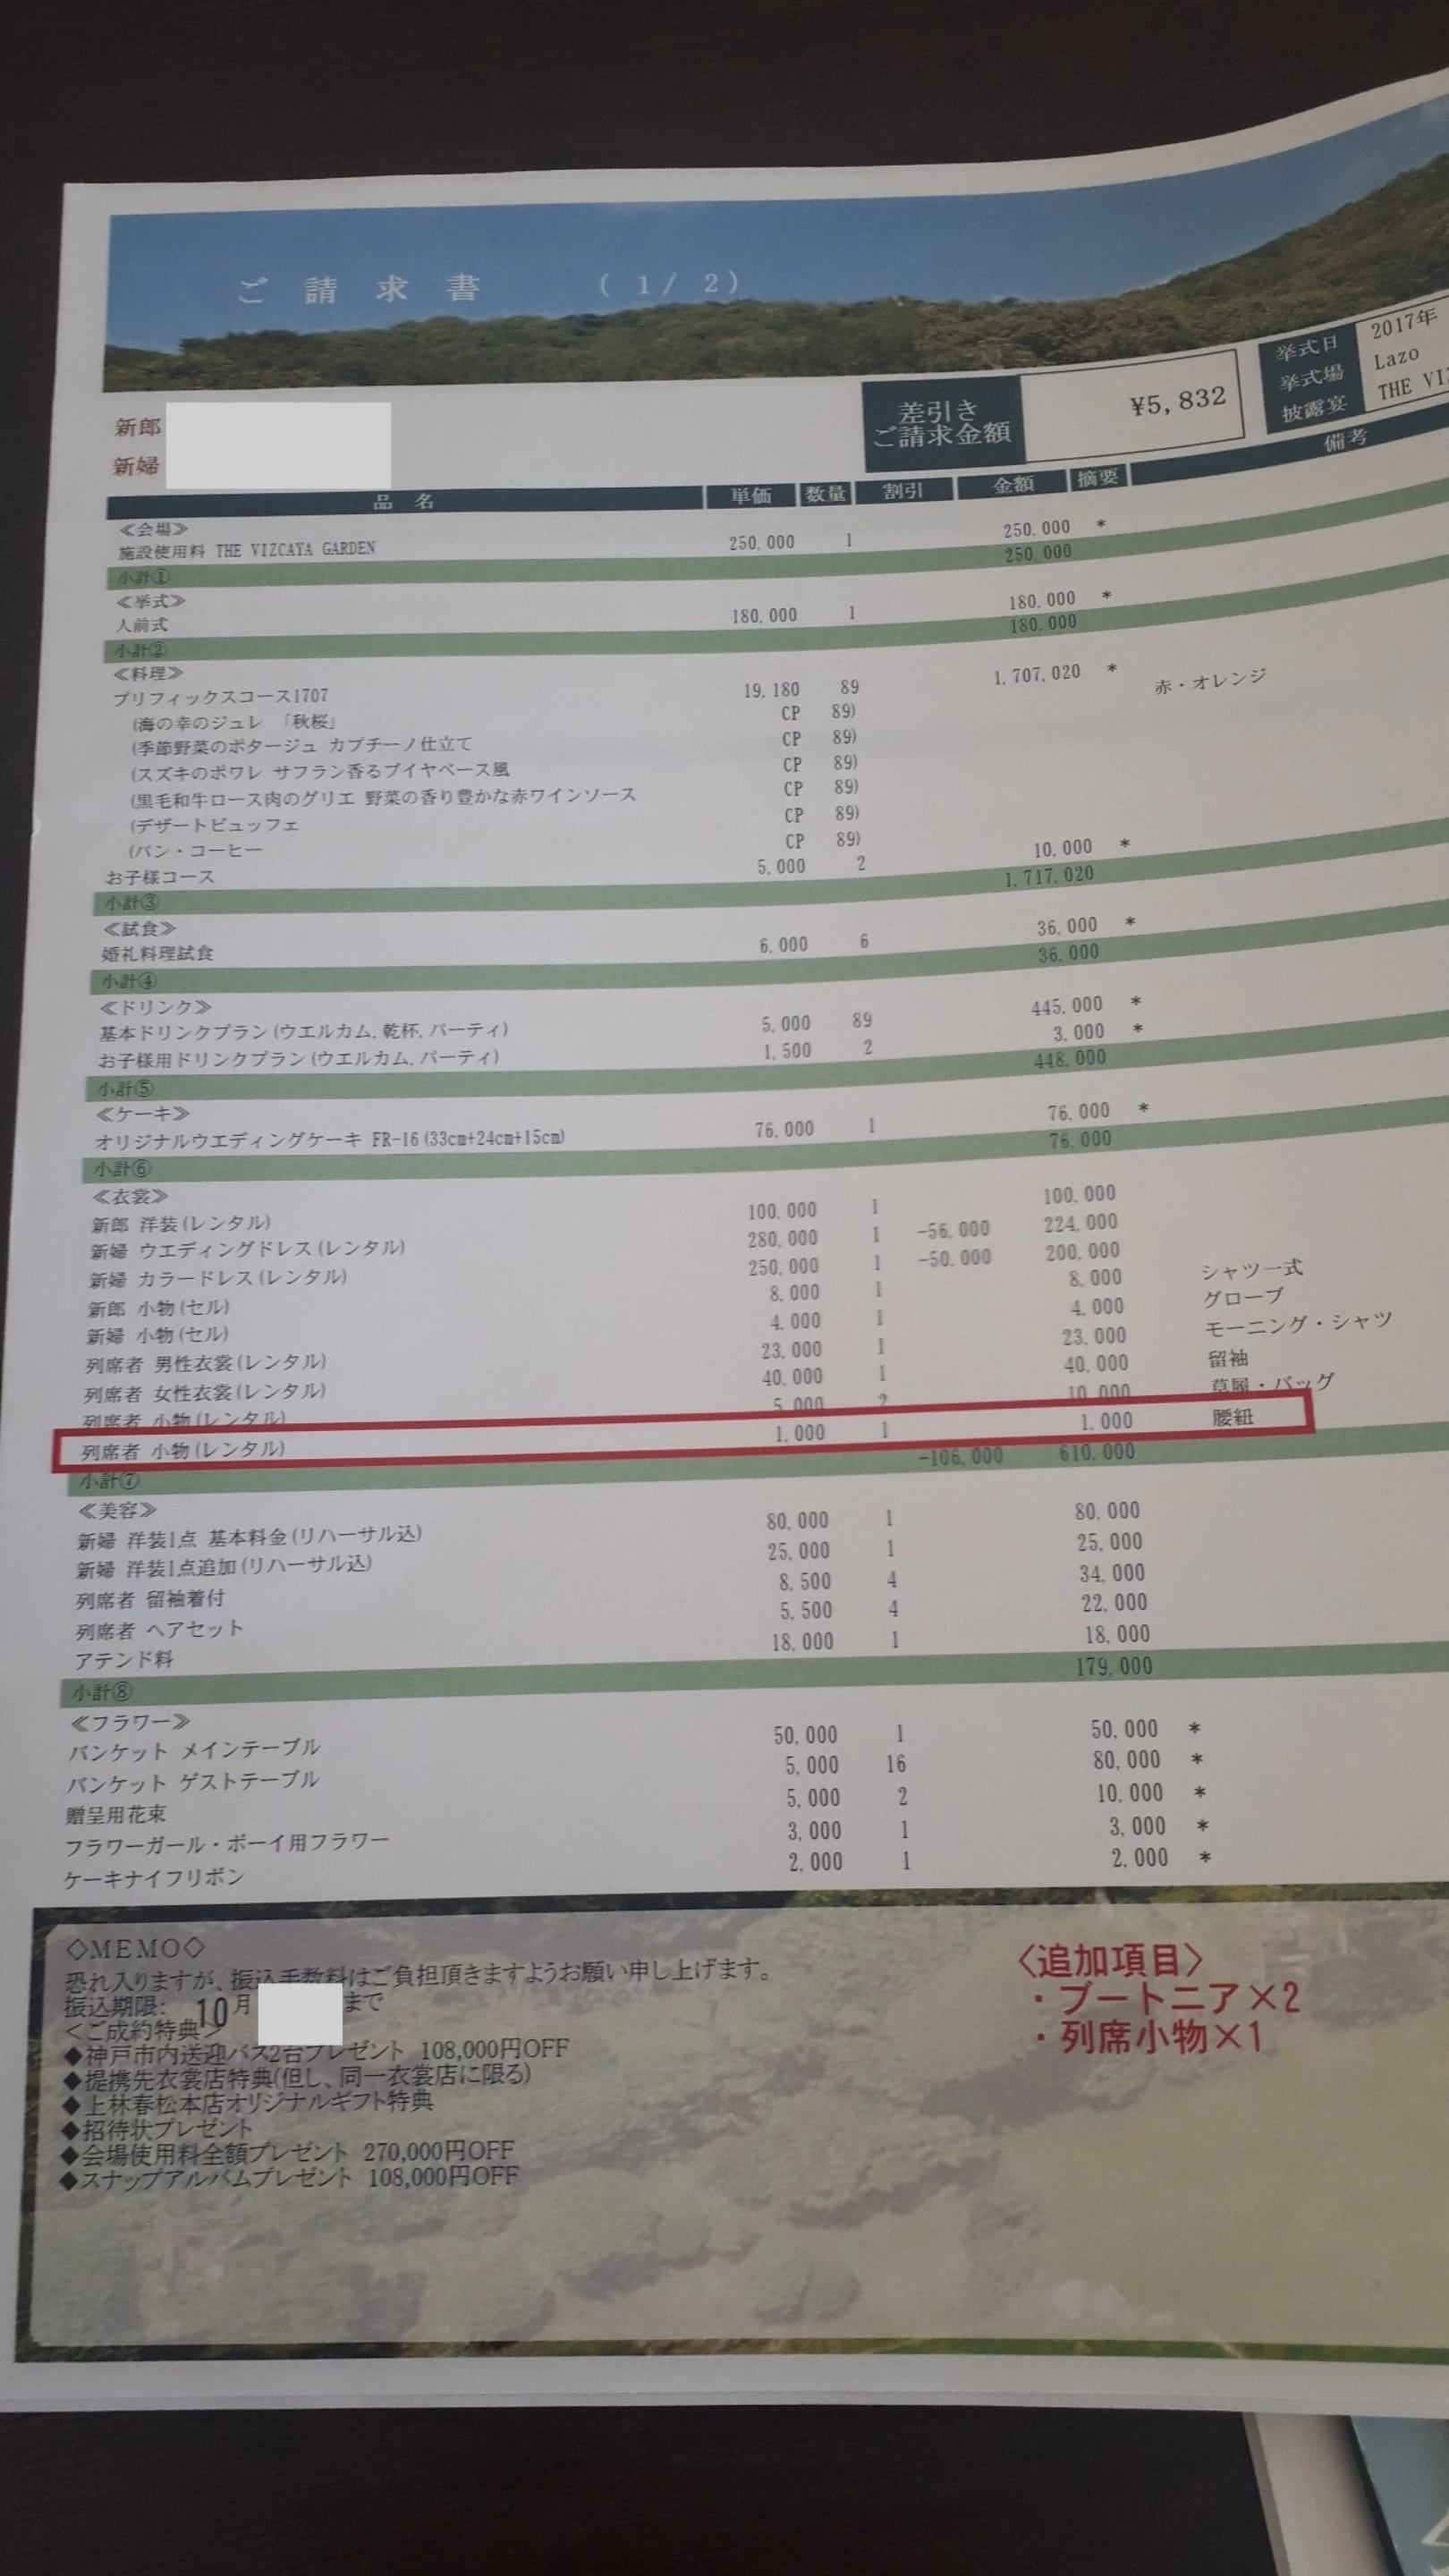 ご請求書 (1/2)
新郎
新婦
差引き
ご請求金額
¥5,832
挙式日 2017年
挙式場 Lazo
披露宴 THE
品名 単価 数量 割引 金額 摘要 備考
≪会場≫
施設使用料 THE VIZCAYA GARDEN 250,000 1 250,000 *
小計① 250,000
≪挙式≫
人前式 180,000 1 180,000 *
小計② 180,000
≪料理≫
プリフィックスコース1707 19,180 89 1,707,020 * 赤・オレンジ
(海の幸のジュレ 「秋桜」 CP 89)
(季節野菜のポタージュ カプチーノ仕立て CP 89)
(スズキのポワレ サフラン香るブイヤベース風 CP 89)
(黒毛和牛ロース肉のグリエ 野菜の香り豊かな赤ワインソース CP 89)
(デザートビュッフェ CP 89)
(パン・コーヒー CP 89)
お子様コース 5,000 2 10,000 *
小計③ 1,717,020
≪試食≫
婚礼料理試食 6,000 6 36,000 *
小計④ 36,000
≪ドリンク≫
基本ドリンクプラン(ウエルカム,乾杯,パーティ) 5,000 89 445,000 *
お子様用ドリンクプラン(ウエルカム,パーティ) 1,500 2 3,000 *
小計⑤ 448,000
≪ケーキ≫
オリジナルウエディングケーキ FR-16(33cm+24cm+15cm) 76,000 1 76,000 *
小計⑥ 76,000
≪衣裳≫
新郎 洋装(レンタル) 100,000 1 100,000
新婦 ウエディングドレス(レンタル) 280,000 1 -56,000 224,000
新婦 カラードレス(レンタル) 250,000 1 -50,000 200,000
新郎 小物(セル) 8,000 1 8,000 シャツ一式
新婦 小物(セル) 4,000 1 4,000 グローブ
列席者 男性衣裳(レンタル) 23,000 1 23,000 モーニング・シャツ
列席者 女性衣裳(レンタル) 40,000 1 40,000 留袖
列席者 小物(レンタル) 5,000 2 10,000 草履・バッグ
列席者 小物(レンタル) 1,000 1 1,000 腰紐
小計⑦ -106,000 610,000
≪美容≫
新婦 洋装1点 基本料金(リハーサル込) 80,000 1 80,000
新婦 洋装1点追加(リハーサル込) 25,000 1 25,000
列席者 留袖着付 8,500 4 34,000
列席者 ヘアセット 5,500 4 22,000
アテンド料 18,000 1 18,000
小計⑧ 179,000
≪フラワー≫
バンケット メインテーブル 50,000 1 50,000 *
バンケット ゲストテーブル 5,000 16 80,000 *
贈呈用花束 5,000 2 10,000 *
フラワーガール・ボーイ用フラワー 3,000 1 3,000 *
ケーキナイフリボン 2,000 1 2,000 *
◇MEMO◇
恐れ入りますが、振込手数料はご負担頂きますようお願い申し上げます。
振込期限: 10月 まで
<ご成約特典>
◆神戸市内送迎バス2台プレゼント 108,000円OFF
◆提携先衣裳店特典(但し、同一衣裳店に限る)
◆上林春松本店オリジナルギフト特典
◆招待状プレゼント
◆会場使用料全額プレゼント 270,000円OFF
◆スナップアルバムプレゼント 108,000円OFF
〈追加項目〉
・ブートニア×2
・列席小物×1